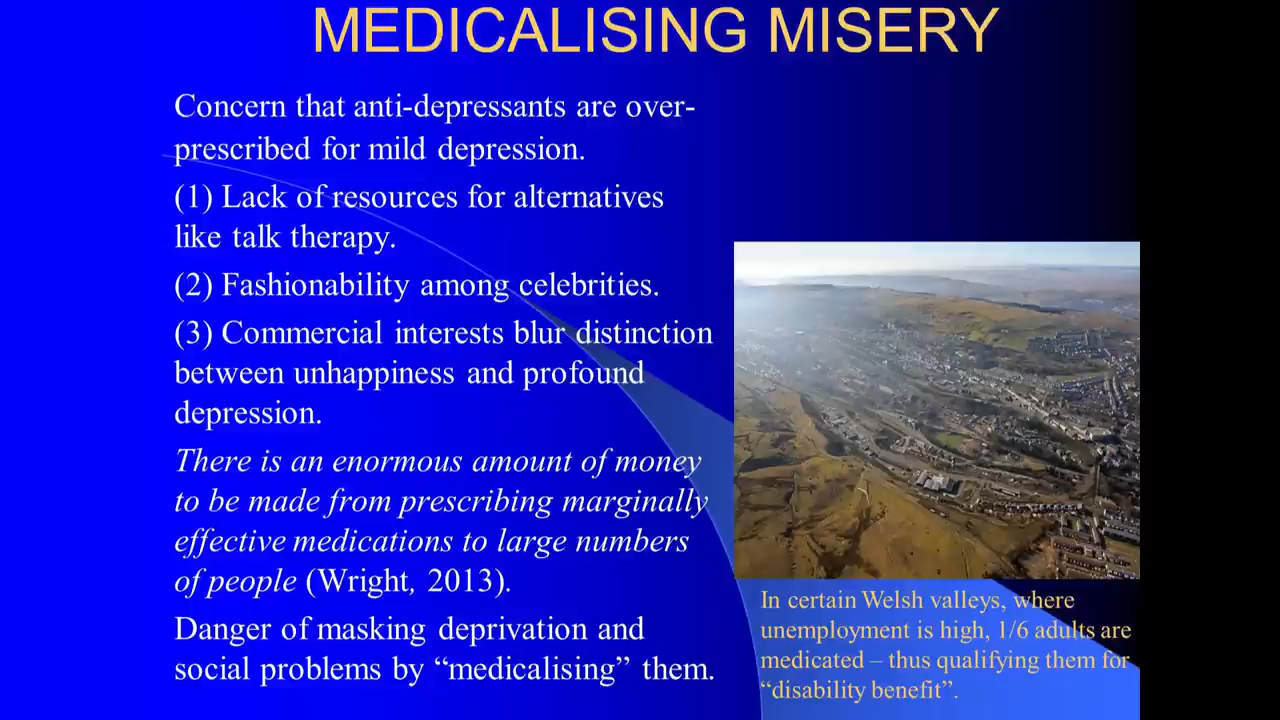 MEDICALISING MISERY
Concern that anti-depressants are over-
prescribed for mild depression.
(1) Lack of resources for alternatives
like talk therapy.
(2) Fashionability among celebrities.
(3) Commercial interests blur distinction
between unhappiness and profound
depression.
There is an enormous amount of money
to be made from prescribing marginally
effective medications to large numbers
of people (Wright, 2013).
Danger of masking deprivation and
social problems by “medicalising” them.
In certain Welsh valleys, where
unemployment is high, 1/6 adults are
medicated – thus qualifying them for
“disability benefit”.